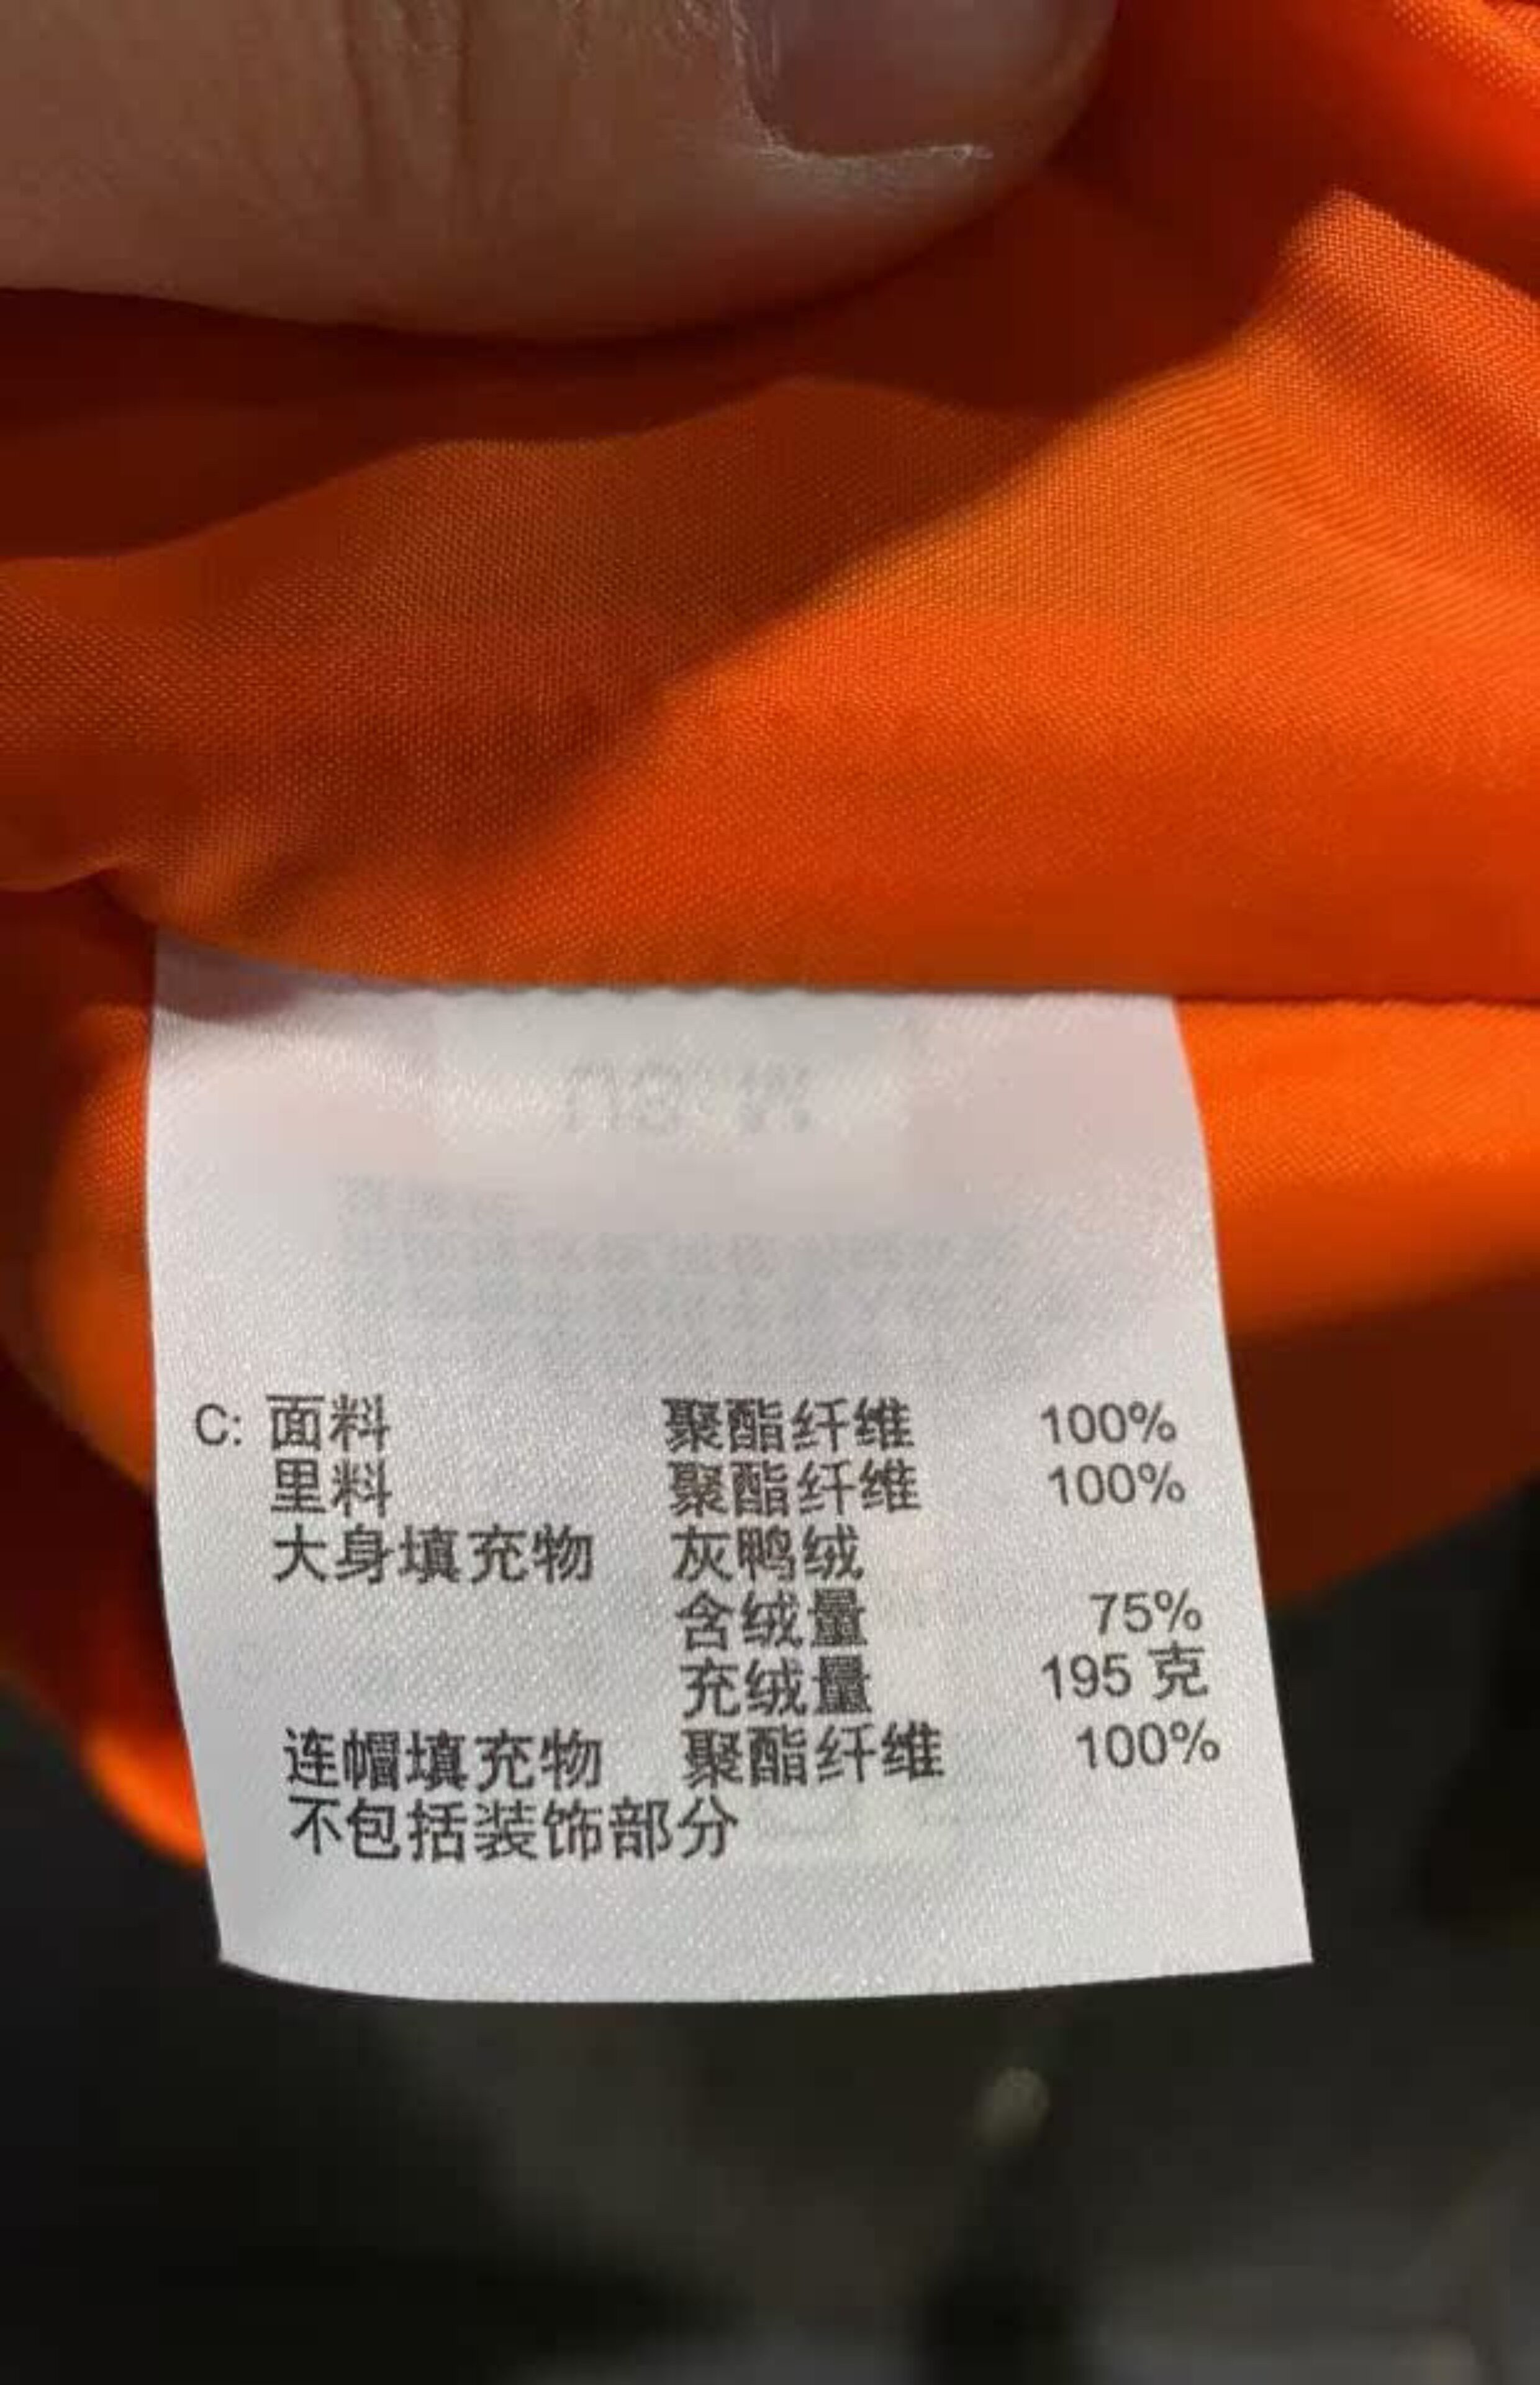 C: 面料 聚酯纤维 100%
里料 聚酯纤维 100%
大身填充物 灰鸭绒
含绒量 75%
充绒量 195 克
连帽填充物 聚酯纤维 100%
不包括装饰部分